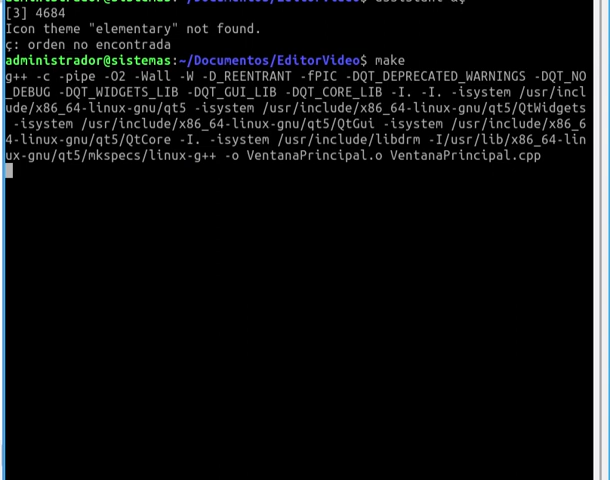 [3] 4684
Icon theme "elementary" not found.
ç: orden no encontrada
administrador@sistemas:~/Documentos/EditorVideo$ make
g++ -c -pipe -O2 -Wall -W -D_REENTRANT -fPIC -DQT_DEPRECATED_WARNINGS -DQT_NO
_DEBUG -DQT_WIDGETS_LIB -DQT_GUI_LIB -DQT_CORE_LIB -I. -I. -isystem /usr/incl
ude/x86_64-linux-gnu/qt5 -isystem /usr/include/x86_64-linux-gnu/qt5/QtWidgets
 -isystem /usr/include/x86_64-linux-gnu/qt5/QtGui -isystem /usr/include/x86_6
4-linux-gnu/qt5/QtCore -I. -isystem /usr/include/libdrm -I/usr/lib/x86_64-lin
ux-gnu/qt5/mkspecs/linux-g++ -o VentanaPrincipal.o VentanaPrincipal.cpp